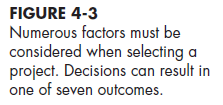 FIGURE 4-3
Numerous factors must be
considered when selecting a
project. Decisions can result in
one of seven outcomes.